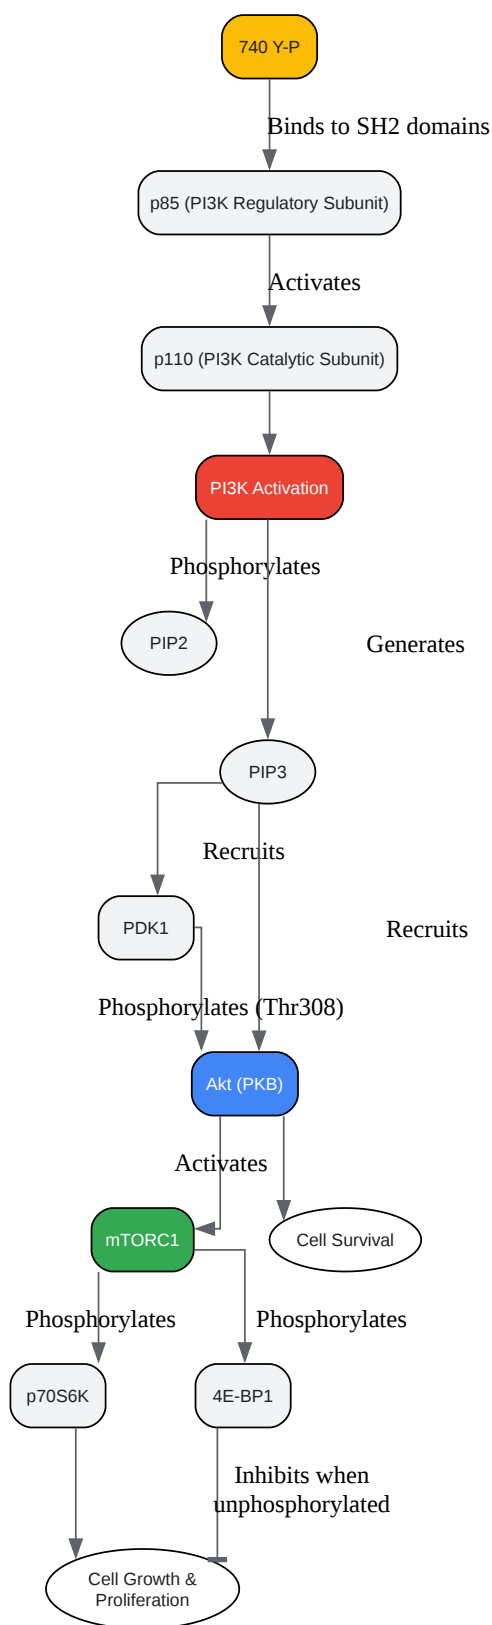 740 Y-P
Binds to SH2 domains
p85 (PI3K Regulatory Subunit)
Activates
p110 (PI3K Catalytic Subunit)
PI3K Activation
Phosphorylates
PIP2
Generates
PIP3
Recruits
PDK1
Recruits
Phosphorylates (Thr308)
Akt (PKB)
Activates
mTORC1
Cell Survival
Phosphorylates
Phosphorylates
p70S6K
4E-BP1
Inhibits when
unphosphorylated
Cell Growth &
Proliferation